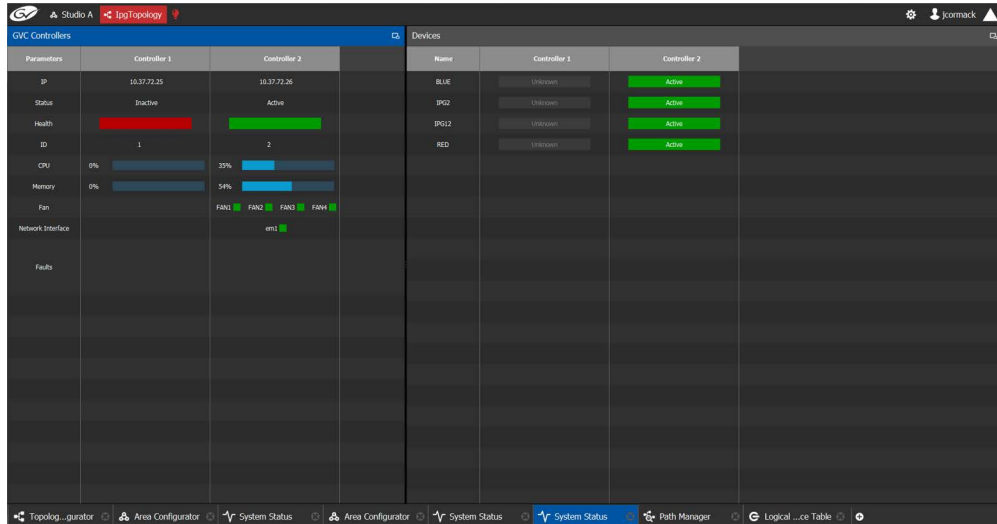 GV Studio A IpgTopology jcormack
GVC Controllers
Parameters Controller 1 Controller 2
IP 10.37.72.25 10.37.72.26
Status Inactive Active
Health
ID 1 2
CPU 0% 35%
Memory 0% 54%
Fan FAN1 FAN2 FAN3 FAN4
Network Interface em1
Faults
Devices
Name Controller 1 Controller 2
BLUE Unknown Active
IPG2 Unknown Active
IPG12 Unknown Active
RED Unknown Active
Topolog...gurator Area Configurator System Status Area Configurator System Status System Status Path Manager Logical ...ce Table